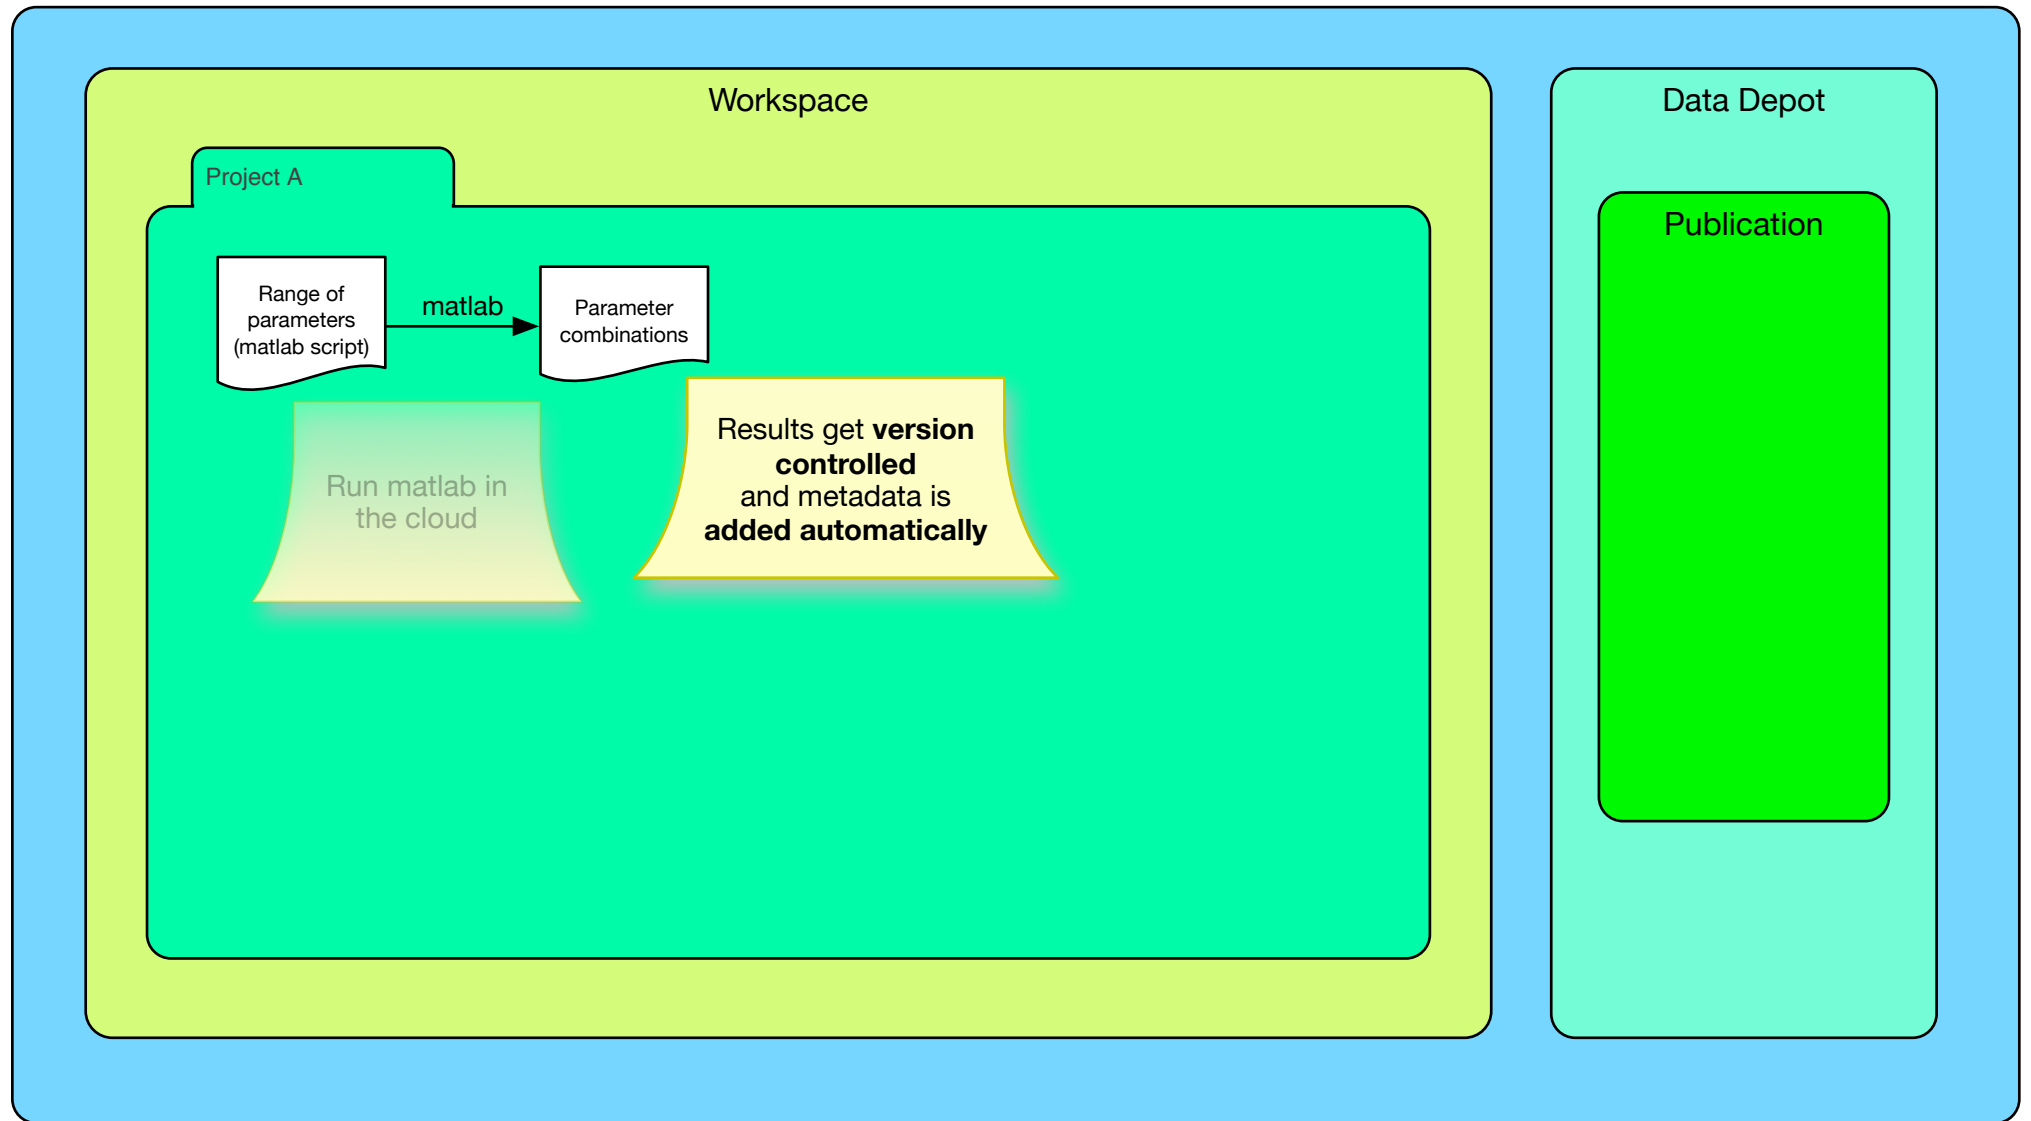 Workspace
Data Depot
Project A
Publication
Range of
parameters
(matlab script)
matlab
Parameter
combinations
Results get version
controlled
and metadata is
added automatically
Run matlab in
the cloud